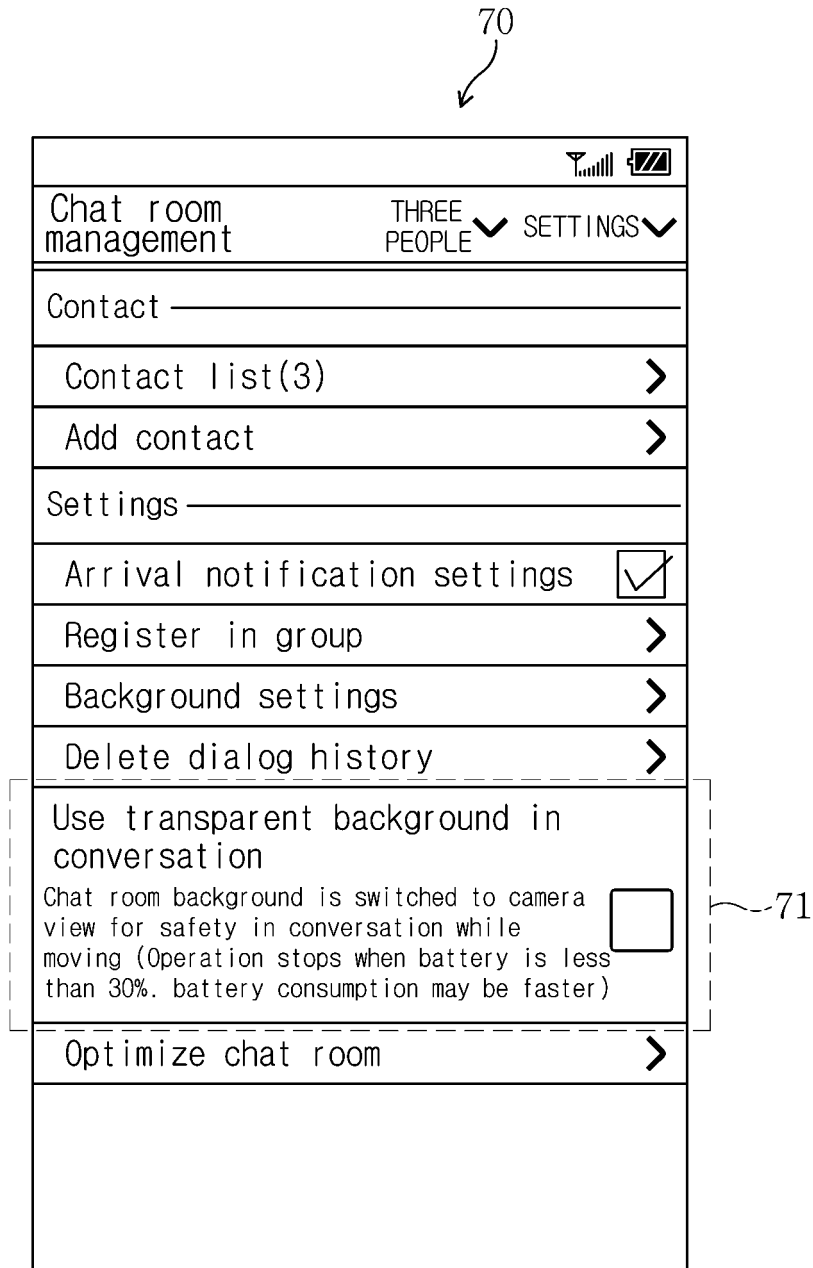 70
Chat room
management
THREE
PEOPLE
SETTINGS
Contact
Contact list(3)
Add contact
Settings
Arrival notification settings
Register in group
Background settings
Delete dialog history
Use transparent background in
conversation
Chat room background is switched to camera
view for safety in conversation while
moving (Operation stops when battery is less
than 30%. battery consumption may be faster)
71
Optimize chat room